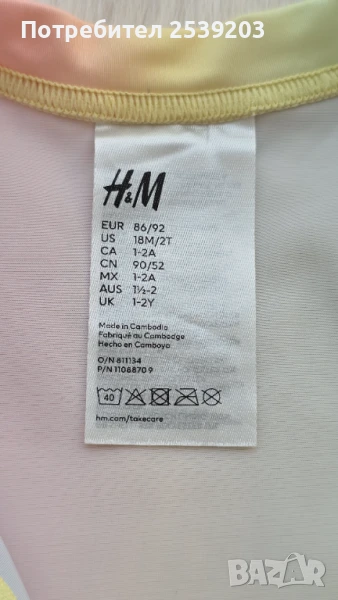 Потребител 2539203
H&M
EUR 86/92
US 18M/2T
CA 1-2A
CN 90/52
MX 1-2A
AUS 1½-2
UK 1-2Y
Made in Cambodia
Fabriqué au Cambodge
Hecho en Camboya
O/N 811134
P/N 1108870 9
40
hm.com/takecare
BAZAR